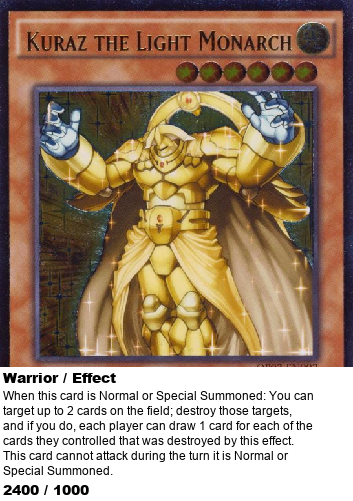 KURAZ THE LIGHT MONARCH
Warrior / Effect
When this card is Normal or Special Summoned: You can
target up to 2 cards on the field; destroy those targets,
and if you do, each player can draw 1 card for each of the
cards they controlled that was destroyed by this effect.
This card cannot attack during the turn it is Normal or
Special Summoned.
2400 / 1000